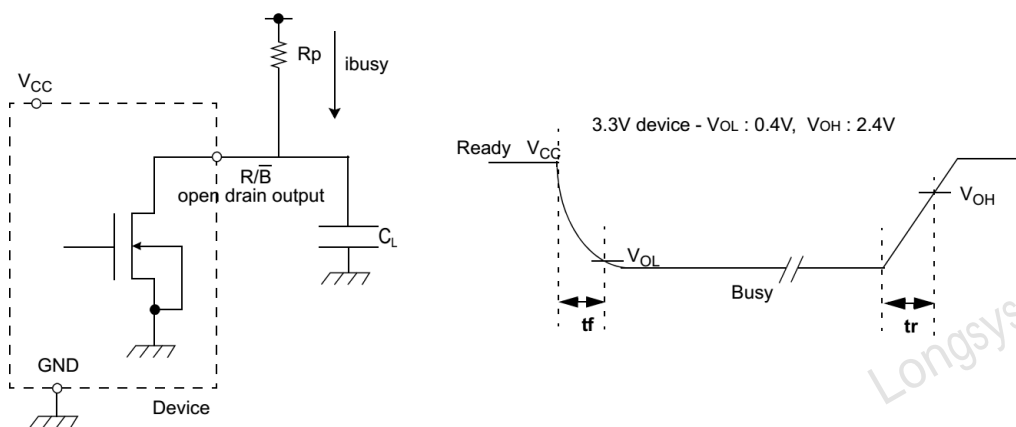 Rp
ibusy
VCC
R/B̅
open drain output
CL
GND
Device
3.3V device - VOL : 0.4V, VOH : 2.4V
Ready VCC
VOH
VOL
Busy
tf
tr
Longsys